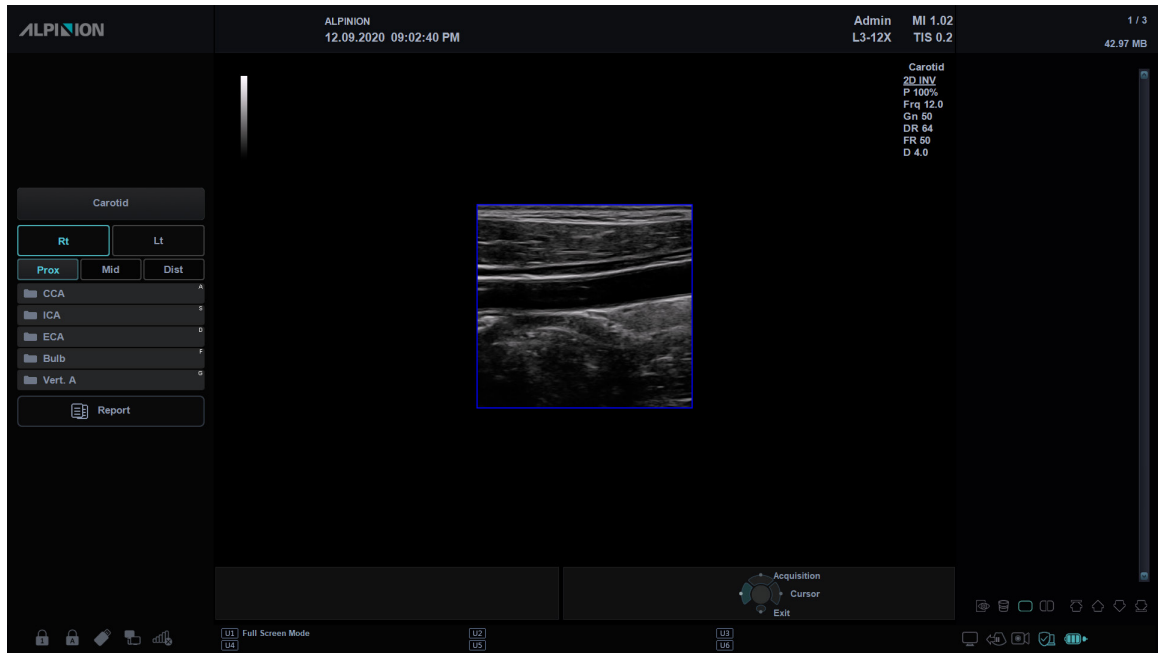 ALPINION
ALPINION
12.09.2020 09:02:40 PM
Admin MI 1.02
L3-12X TIS 0.2
1 / 3
42.97 MB
Carotid
2D INV
P 100%
Frq 12.0
Gn 50
DR 64
FR 50
D 4.0
Carotid
Rt Lt
Prox Mid Dist
CCA A
ICA S
ECA D
Bulb F
Vert. A G
Report
Acquisition
Cursor
Exit
U1 Full Screen Mode U2 U3
U4 U5 U6
1 A